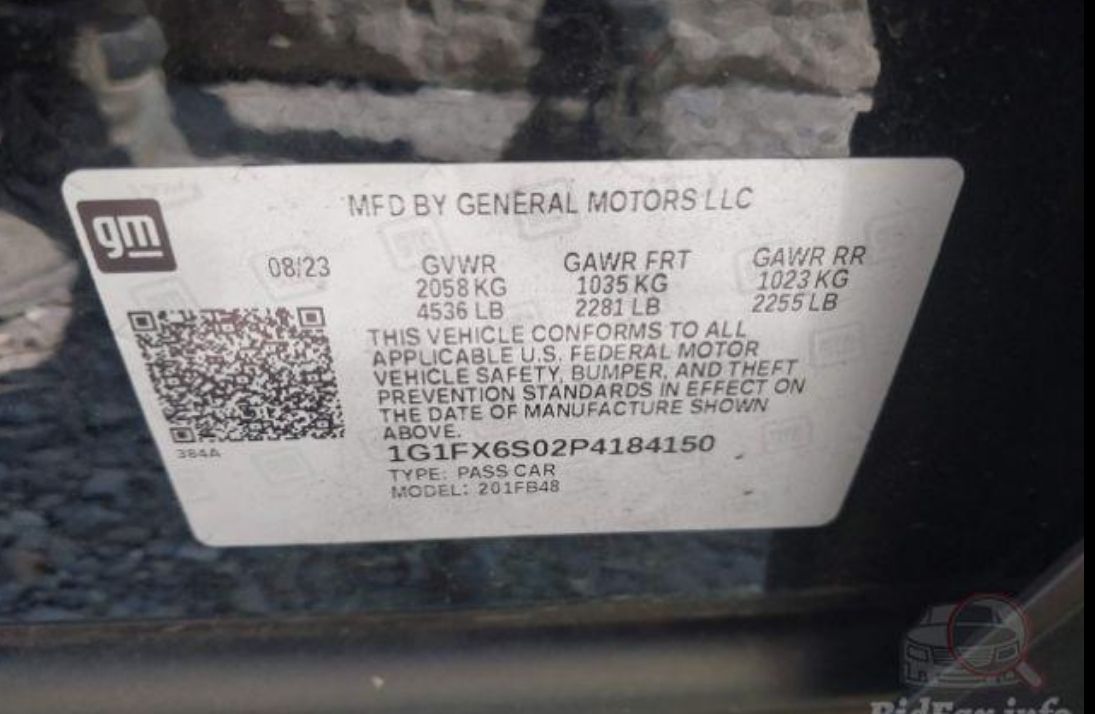 MFD BY GENERAL MOTORS LLC
gm
08/23
GVWR
2058 KG
4536 LB
GAWR FRT
1035 KG
2281 LB
GAWR RR
1023 KG
2255 LB
THIS VEHICLE CONFORMS TO ALL
APPLICABLE U.S. FEDERAL MOTOR
VEHICLE SAFETY, BUMPER, AND THEFT
PREVENTION STANDARDS IN EFFECT ON
THE DATE OF MANUFACTURE SHOWN
ABOVE.
384A
1G1FX6S02P4184150
TYPE: PASS CAR
MODEL: 201FB48